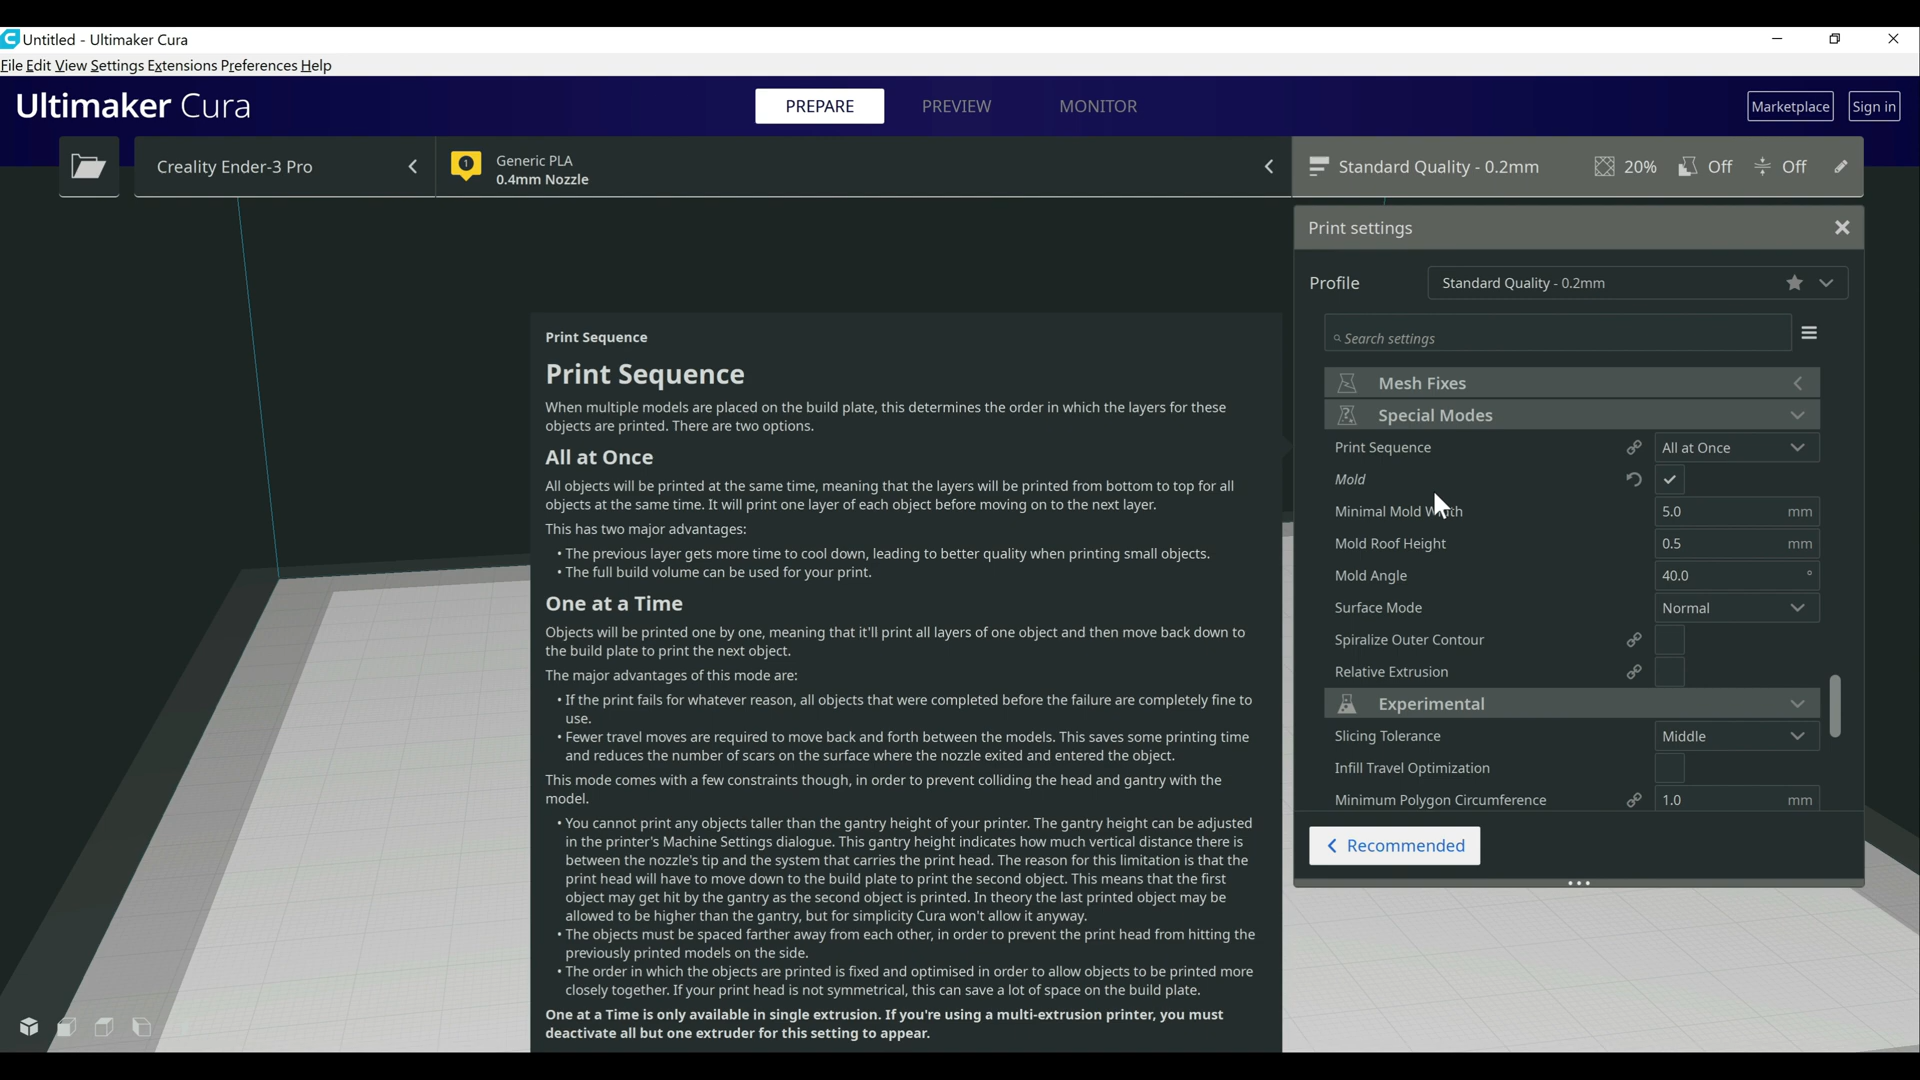 Untitled - Ultimaker Cura
File Edit View Settings Extensions Preferences Help
Ultimaker Cura
PREPARE
PREVIEW
MONITOR
Marketplace
Sign in
Creality Ender-3 Pro
1
Generic PLA
0.4mm Nozzle
Standard Quality - 0.2mm
20%
Off
Off
Print settings
Profile
Standard Quality - 0.2mm
Search settings
Mesh Fixes
Special Modes
Print Sequence
All at Once
Mold
Minimal Mold
5.0 mm
Mold Roof Height
0.5 mm
Mold Angle
40.0 °
Surface Mode
Normal
Spiralize Outer Contour
Relative Extrusion
Experimental
Slicing Tolerance
Middle
Infill Travel Optimization
Minimum Polygon Circumference
1.0 mm
Recommended
Print Sequence
Print Sequence
When multiple models are placed on the build plate, this determines the order in which the layers for these
objects are printed. There are two options.
All at Once
All objects will be printed at the same time, meaning that the layers will be printed from bottom to top for all
objects at the same time. It will print one layer of each object before moving on to the next layer.
This has two major advantages:
• The previous layer gets more time to cool down, leading to better quality when printing small objects.
• The full build volume can be used for your print.
One at a Time
Objects will be printed one by one, meaning that it'll print all layers of one object and then move back down to
the build plate to print the next object.
The major advantages of this mode are:
• If the print fails for whatever reason, all objects that were completed before the failure are completely fine to
use.
• Fewer travel moves are required to move back and forth between the models. This saves some printing time
and reduces the number of scars on the surface where the nozzle exited and entered the object.
This mode comes with a few constraints though, in order to prevent colliding the head and gantry with the
model.
• You cannot print any objects taller than the gantry height of your printer. The gantry height can be adjusted
in the printer's Machine Settings dialogue. This gantry height indicates how much vertical distance there is
between the nozzle's tip and the system that carries the print head. The reason for this limitation is that the
print head will have to move down to the build plate to print the second object. This means that the first
object may get hit by the gantry as the second object is printed. In theory the last printed object may be
allowed to be higher than the gantry, but for simplicity Cura won't allow it anyway.
• The objects must be spaced farther away from each other, in order to prevent the print head from hitting the
previously printed models on the side.
• The order in which the objects are printed is fixed and optimised in order to allow objects to be printed more
closely together. If your print head is not symmetrical, this can save a lot of space on the build plate.
One at a Time is only available in single extrusion. If you're using a multi-extrusion printer, you must
deactivate all but one extruder for this setting to appear.